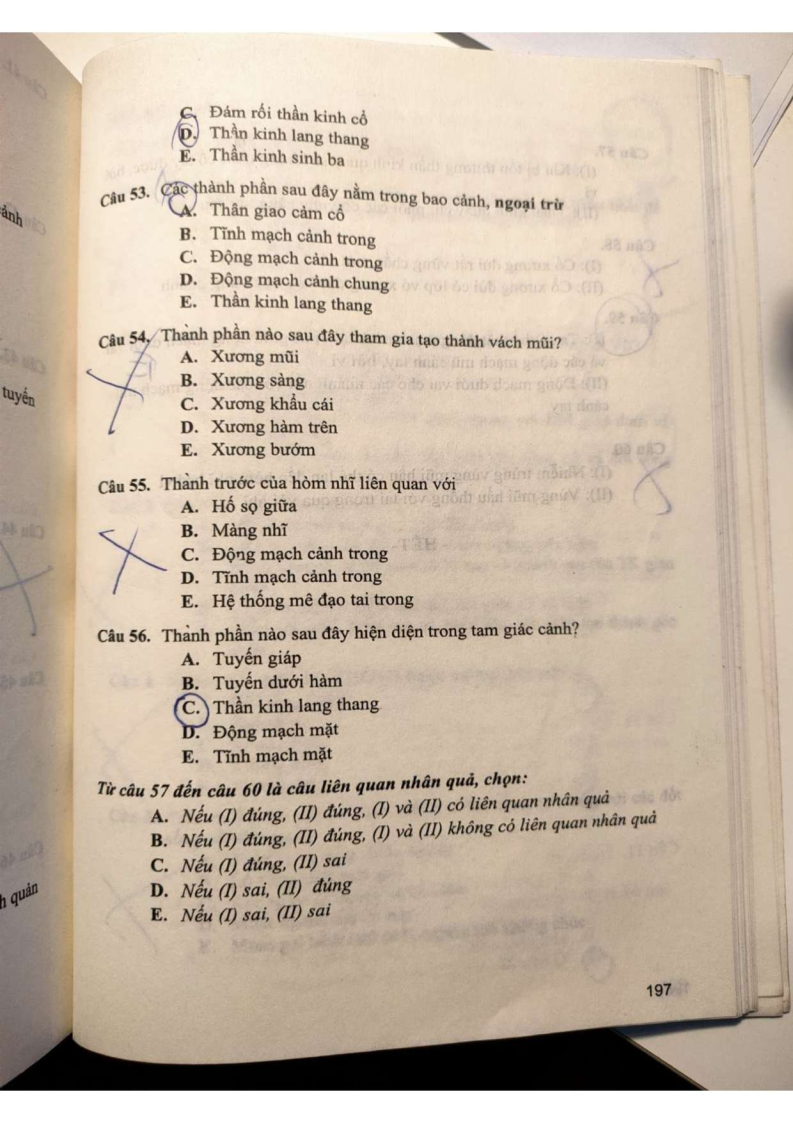 C. Đám rối thần kinh cổ
D. Thần kinh lang thang
E. Thần kinh sinh ba
Câu 53. Các thành phần sau đây nằm trong bao cảnh, ngoại trừ
A. Thân giao cảm cổ
B. Tĩnh mạch cảnh trong
C. Động mạch cảnh trong
D. Động mạch cảnh chung
E. Thần kinh lang thang
Câu 54. Thành phần nào sau đây tham gia tạo thành vách mũi?
A. Xương mũi
B. Xương sàng
C. Xương khẩu cái
D. Xương hàm trên
E. Xương bướm
Câu 55. Thành trước của hòm nhĩ liên quan với
A. Hố sọ giữa
B. Màng nhĩ
C. Động mạch cảnh trong
D. Tĩnh mạch cảnh trong
E. Hệ thống mê đạo tai trong
Câu 56. Thành phần nào sau đây hiện diện trong tam giác cảnh?
A. Tuyến giáp
B. Tuyến dưới hàm
C. Thần kinh lang thang
D. Động mạch mặt
E. Tĩnh mạch mặt
Từ câu 57 đến câu 60 là câu liên quan nhân quả, chọn:
A. Nếu (I) đúng, (II) đúng, (I) và (II) có liên quan nhân quả
B. Nếu (I) đúng, (II) đúng, (I) và (II) không có liên quan nhân quả
C. Nếu (I) đúng, (II) sai
D. Nếu (I) sai, (II) đúng
E. Nếu (I) sai, (II) sai
197
tuyến
h quản